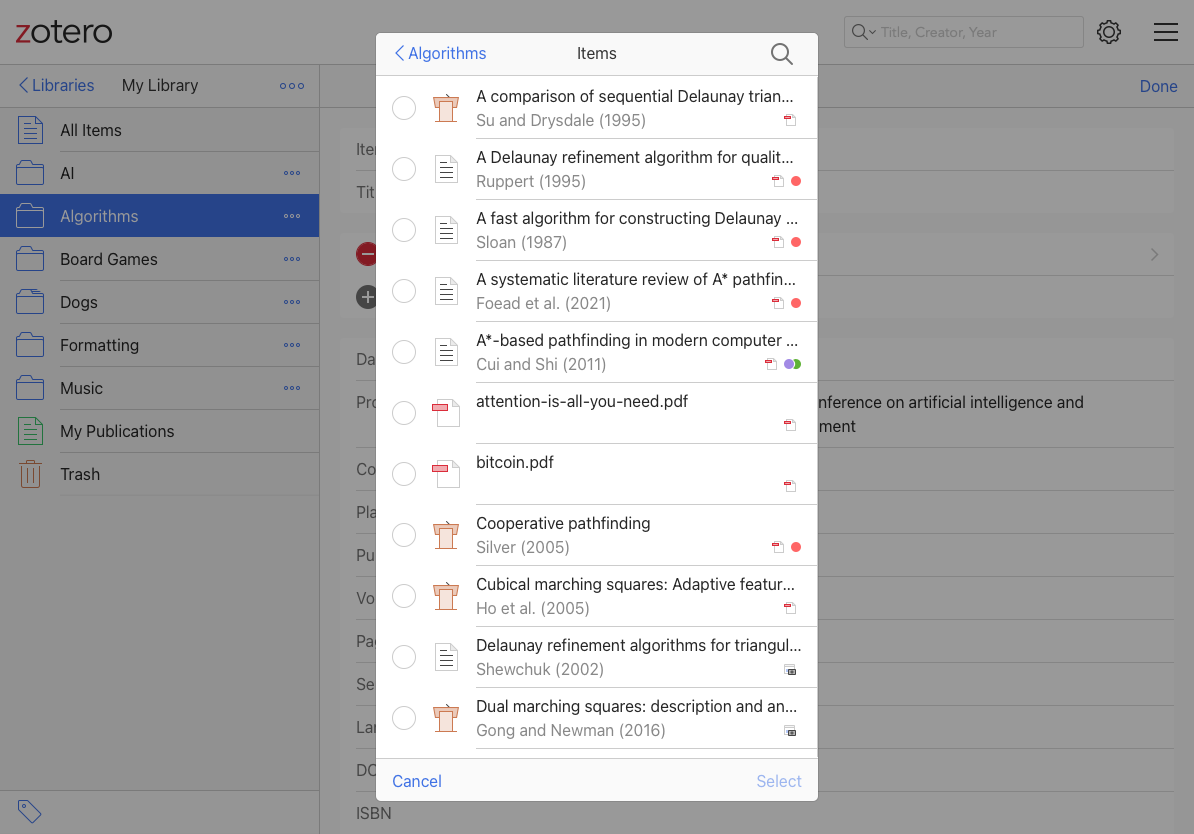 zotero
Title, Creator, Year
Libraries
My Library
Done
All Items
AI
Algorithms
Board Games
Dogs
Formatting
Music
My Publications
Trash
Algorithms
Items
A comparison of sequential Delaunay trian...
Su and Drysdale (1995)
A Delaunay refinement algorithm for qualit...
Ruppert (1995)
A fast algorithm for constructing Delaunay ...
Sloan (1987)
A systematic literature review of A* pathfin...
Foead et al. (2021)
A*-based pathfinding in modern computer ...
Cui and Shi (2011)
attention-is-all-you-need.pdf
bitcoin.pdf
Cooperative pathfinding
Silver (2005)
Cubical marching squares: Adaptive featur...
Ho et al. (2005)
Delaunay refinement algorithms for triangul...
Shewchuk (2002)
Dual marching squares: description and an...
Gong and Newman (2016)
Cancel
Select
Iter
Tit
Da
Pro
nference on artificial intelligence and
ment
Co
Pla
Pu
Vo
Pag
Se
Lar
DO
ISBN